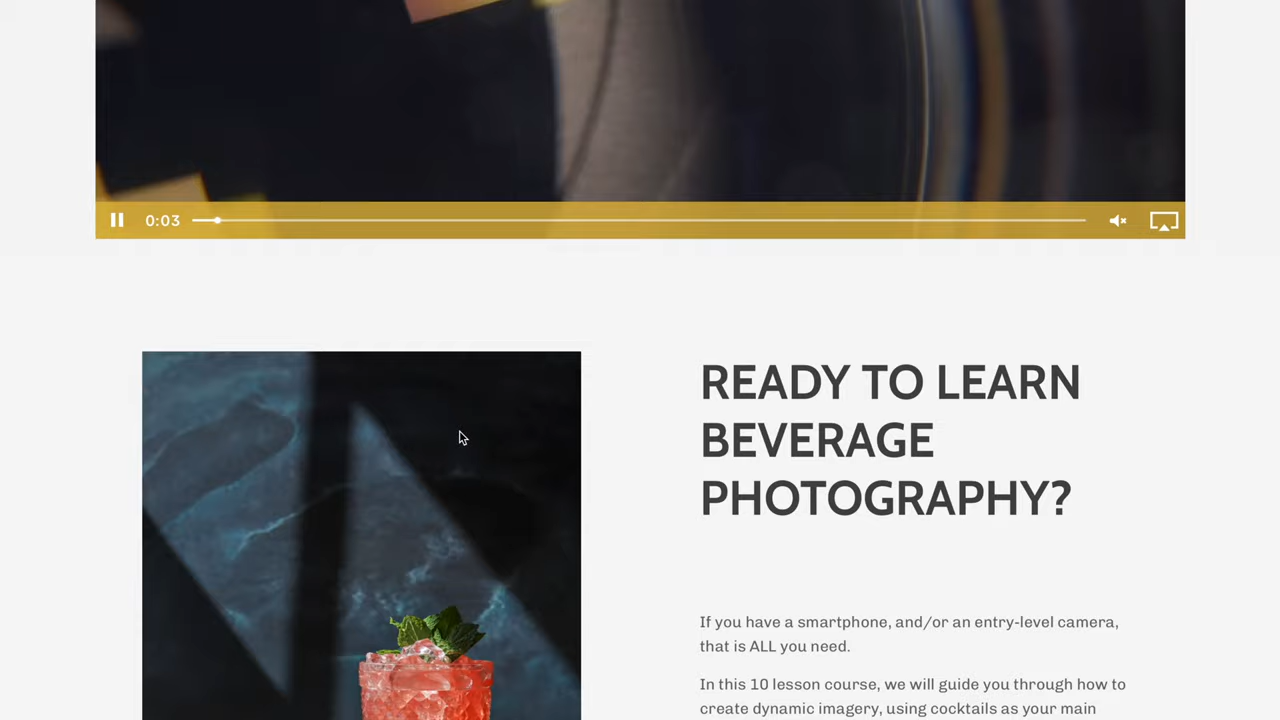 0:03
READY TO LEARN
BEVERAGE
PHOTOGRAPHY?
If you have a smartphone, and/or an entry-level camera,
that is ALL you need.
In this 10 lesson course, we will guide you through how to
create dynamic imagery, using cocktails as your main